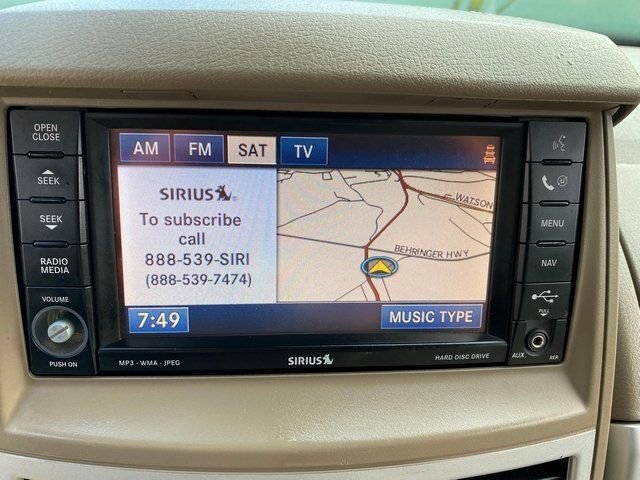 OPEN
CLOSE
SEEK
SEEK
RADIO
MEDIA
VOLUME
PUSH ON
AM FM SAT TV
SIRIUS
To subscribe
call
888-539-SIRI
(888-539-7474)
C WATSON
BEHRINGER HWY
7:49
MUSIC TYPE
MP3 · WMA · JPEG
SIRIUS
HARD DISC DRIVE
MENU
NAV
PULL
AUX
RER